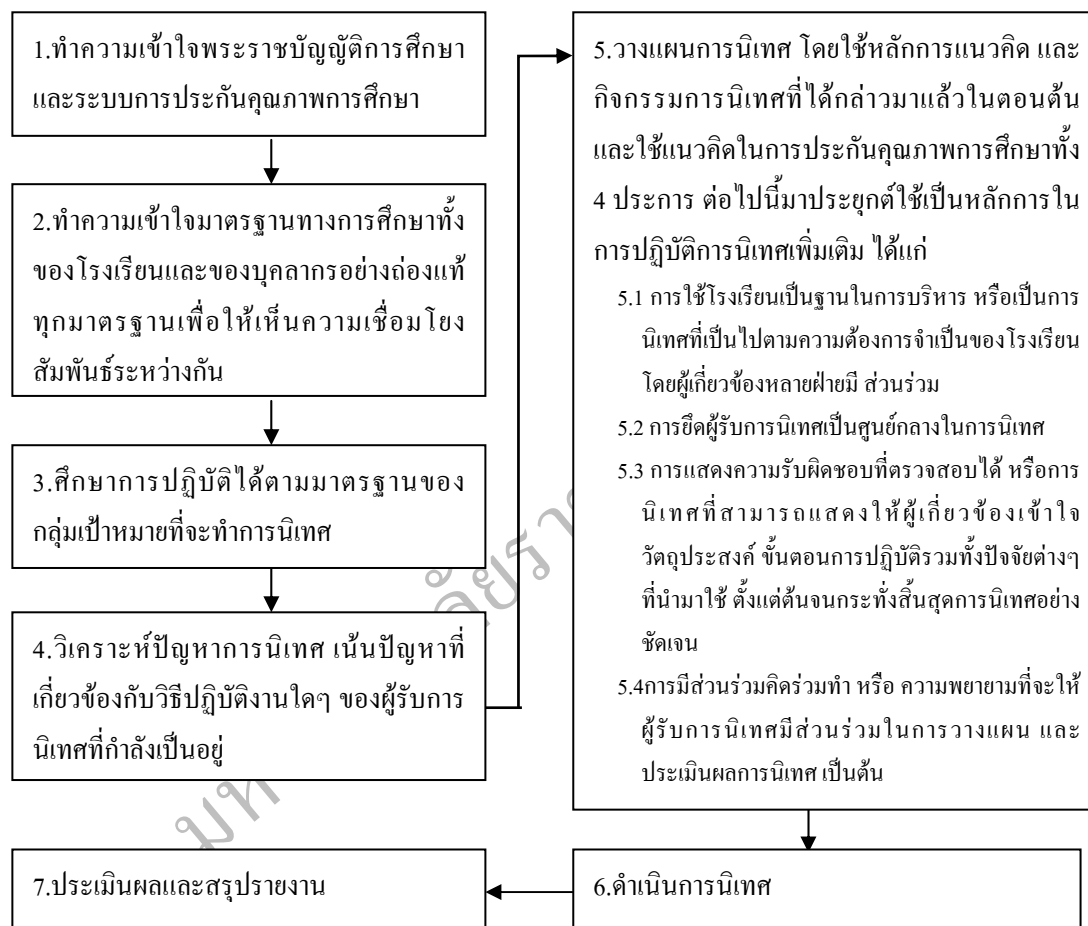 1.ทำความเข้าใจพระราชบัญญัติการศึกษา
และระบบการประกันคุณภาพการศึกษา
2.ทำความเข้าใจมาตรฐานทางการศึกษาทั้ง
ของโรงเรียนและของบุคลากรอย่างถ่องแท้
ทุกมาตรฐานเพื่อให้เห็นความเชื่อมโยง
สัมพันธ์ระหว่างกัน
3.ศึกษาการปฏิบัติได้ตามมาตรฐานของ
กลุ่มเป้าหมายที่จะทำการนิเทศ
4.วิเคราะห์ปัญหาการนิเทศ เน้นปัญหาที่
เกี่ยวข้องกับวิธีปฏิบัติงานใดๆ ของผู้รับการ
นิเทศที่กำลังเป็นอยู่
5.วางแผนการนิเทศ โดยใช้หลักการแนวคิด และ
กิจกรรมการนิเทศที่ได้กล่าวมาแล้วในตอนต้น
และใช้แนวคิดในการประกันคุณภาพการศึกษาทั้ง
4 ประการ ต่อไปนี้มาประยุกต์ใช้เป็นหลักการใน
การปฏิบัติการนิเทศเพิ่มเติม ได้แก่
5.1 การใช้โรงเรียนเป็นฐานในการบริหาร หรือเป็นการ
นิเทศที่เป็นไปตามความต้องการจำเป็นของโรงเรียน
โดยผู้เกี่ยวข้องหลายฝ่ายมี ส่วนร่วม
5.2 การยึดผู้รับการนิเทศเป็นศูนย์กลางในการนิเทศ
5.3 การแสดงความรับผิดชอบที่ตรวจสอบได้ หรือการ
นิเทศที่สามารถแสดงให้ผู้เกี่ยวข้องเข้าใจ
วัตถุประสงค์ ขั้นตอนการปฏิบัติรวมทั้งปัจจัยต่างๆ
ที่นำมาใช้ ตั้งแต่ต้นจนกระทั่งสิ้นสุดการนิเทศอย่าง
ชัดเจน
5.4การมีส่วนร่วมคิดร่วมทำ หรือ ความพยายามที่จะให้
ผู้รับการนิเทศมีส่วนร่วมในการวางแผน และ
ประเมินผลการนิเทศ เป็นต้น
7.ประเมินผลและสรุปรายงาน
6.ดำเนินการนิเทศ